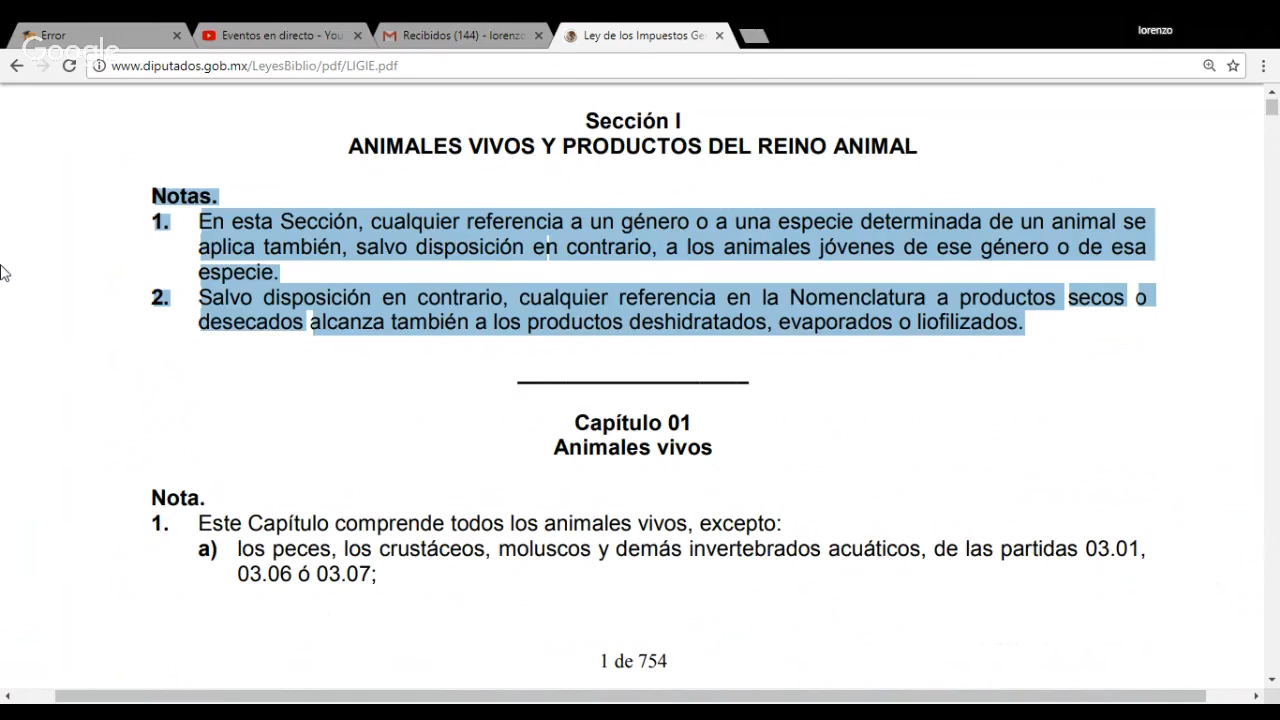 lorenzo
Error
Eventos en directo - You
Recibidos (144) - lorenzo
Ley de los Impuestos Ge
Google
www.diputados.gob.mx/LeyesBiblio/pdf/LIGIE.pdf
Sección I
ANIMALES VIVOS Y PRODUCTOS DEL REINO ANIMAL
Notas.
1. En esta Sección, cualquier referencia a un género o a una especie determinada de un animal se
aplica también, salvo disposición en contrario, a los animales jóvenes de ese género o de esa
especie.
2. Salvo disposición en contrario, cualquier referencia en la Nomenclatura a productos secos o
desecados alcanza también a los productos deshidratados, evaporados o liofilizados.
Capítulo 01
Animales vivos
Nota.
1. Este Capítulo comprende todos los animales vivos, excepto:
a) los peces, los crustáceos, moluscos y demás invertebrados acuáticos, de las partidas 03.01,
03.06 ó 03.07;
1 de 754